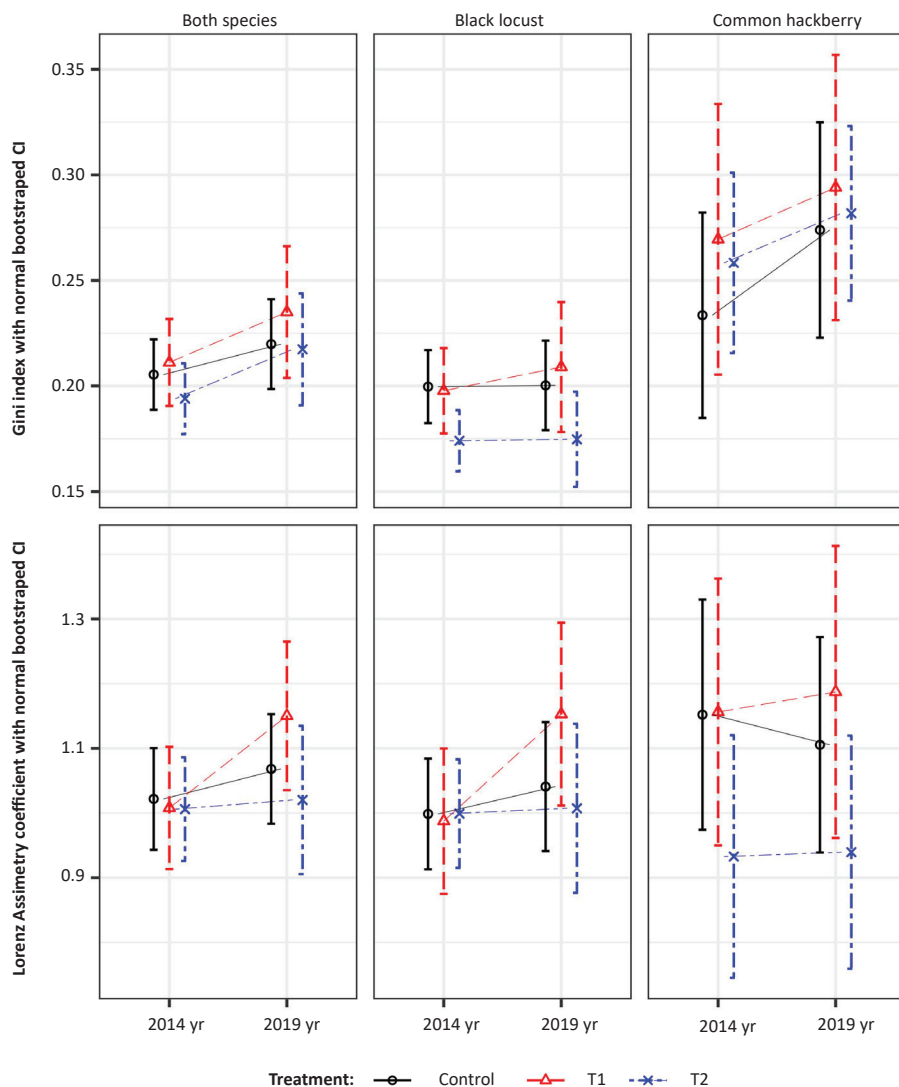 Both species
Black locust
Common hackberry
Gini index with normal bootstraped CI
0.35
0.30
0.25
0.20
0.15
Lorenz Assimetry coefficient with normal bootstraped CI
1.3
1.1
0.9
2014 yr
2019 yr
2014 yr
2019 yr
2014 yr
2019 yr
Treatment: Control T1 T2